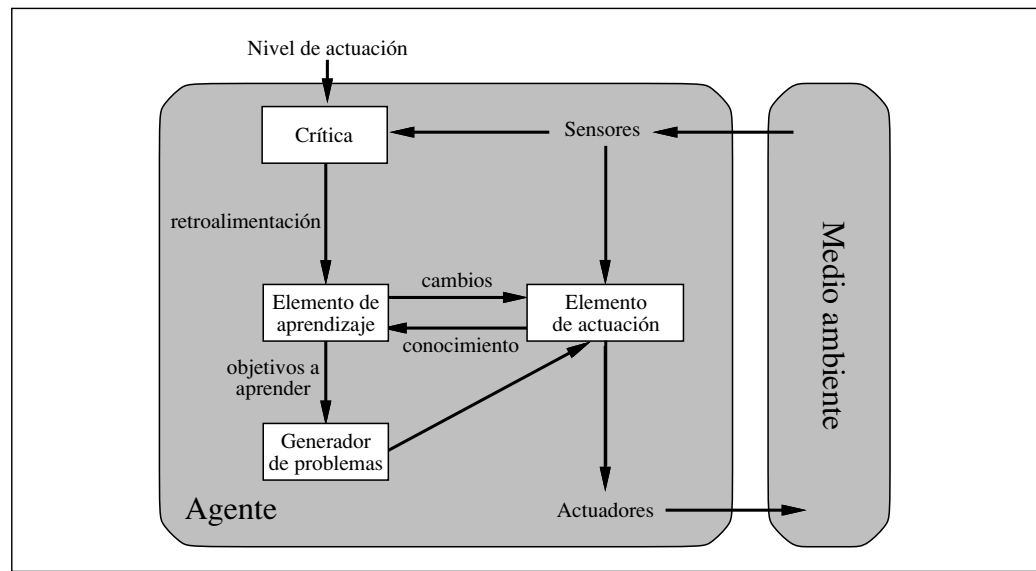 Nivel de actuación
Crítica
Sensores
retroalimentación
cambios
Elemento de
aprendizaje
Elemento
de actuación
conocimiento
objetivos a
aprender
Generador
de problemas
Agente
Actuadores
Medio ambiente